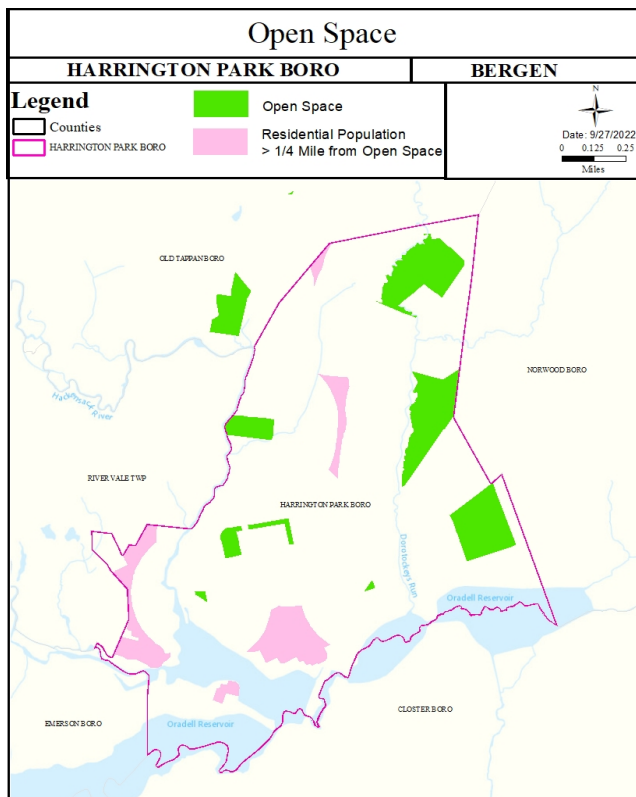 Open Space
HARRINGTON PARK BORO
BERGEN
Legend
Counties
HARRINGTON PARK BORO
Open Space
Residential Population
> 1/4 Mile from Open Space
N
Date: 9/27/2022
0 0.125 0.25
Miles
OLD TAPPAN BORO
NORWOOD BORO
Hackensack River
RIVER VALE TWP
HARRINGTON PARK BORO
Dorotockeys Run
Oradell Reservoir
CLOSTER BORO
EMERSON BORO
Oradell Reservoir